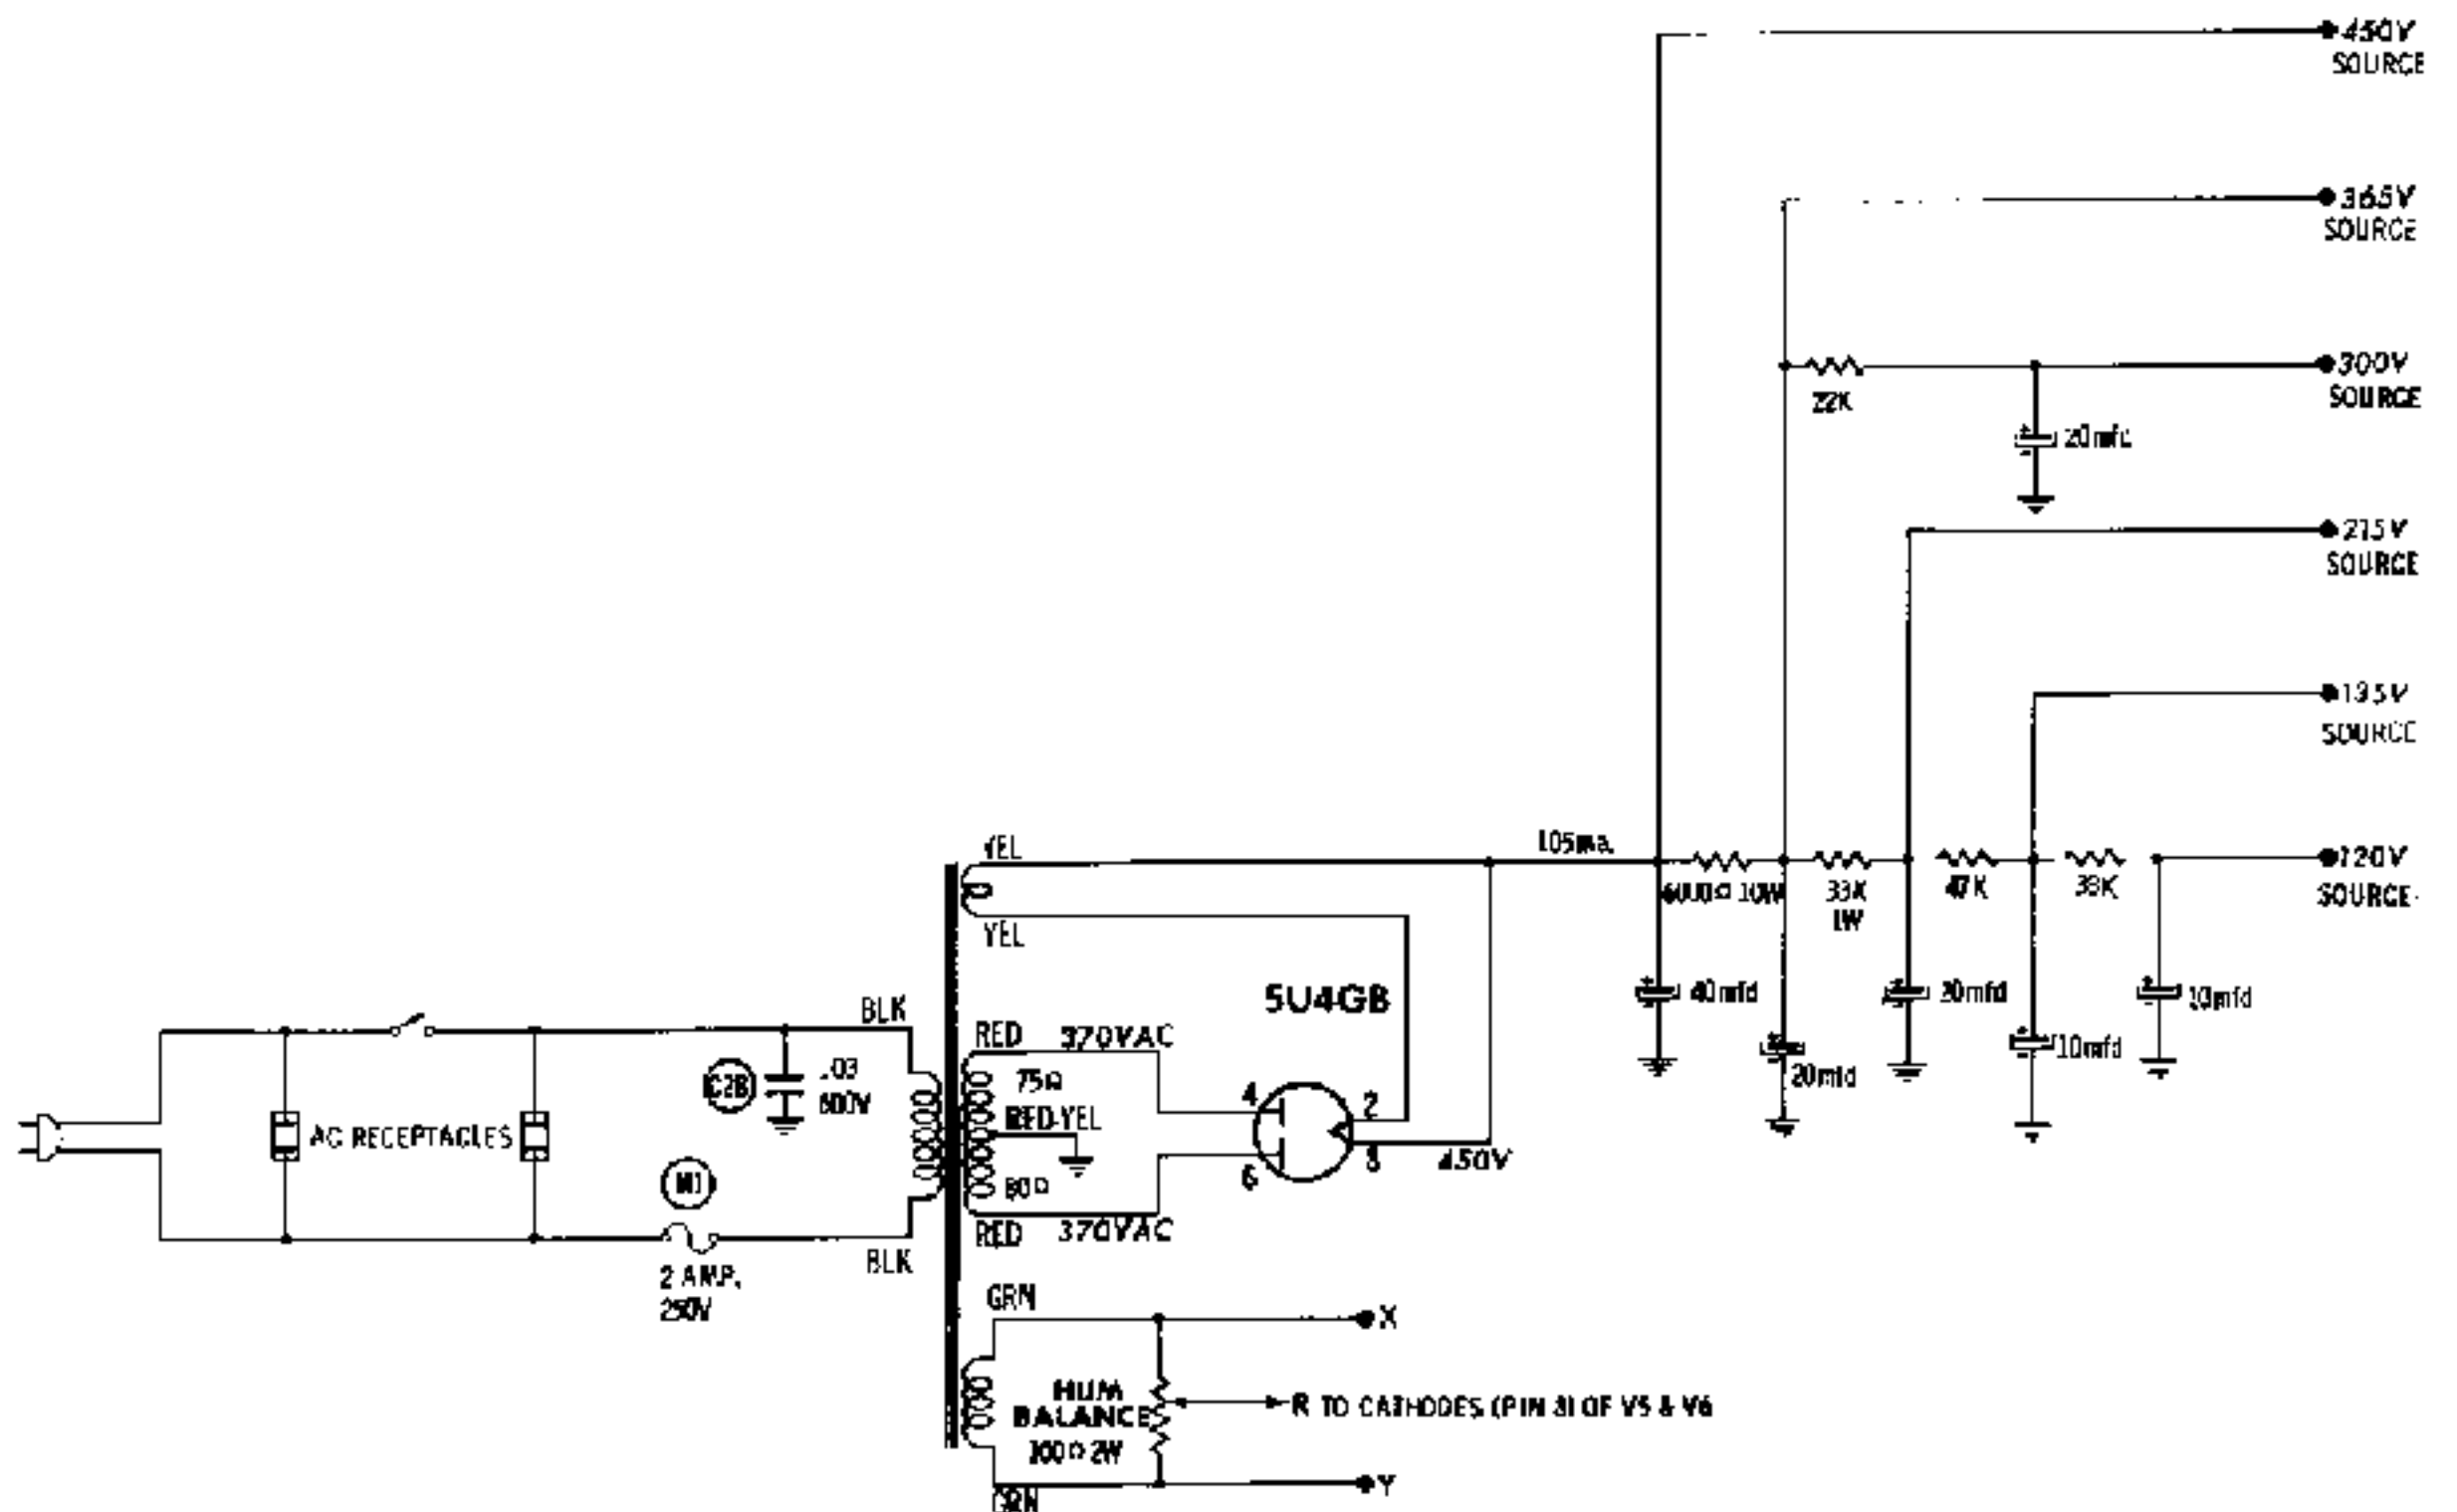 450V
SOURCE
365V
SOURCE
300V
SOURCE
22K
20mfd
215V
SOURCE
135V
SOURCE
YEL
105ma.
120V
SOURCE
6000Ω 10W
33K
1W
47K
YEL
5U4GB
40mfd
20mfd
10mfd
BLK
RED
370VAC
10mfd
20mfd
C2B
.03
600V
75Ω
4
2
AC RECEPTACLES
RED-YEL
M1
6
8
450V
80Ω
RED
370VAC
BLK
2 AMP,
250V
GRN
X
HUM
BALANCE
R TO CATHODES (PIN 8) OF V5 & V6
100Ω 2W
Y
GRN